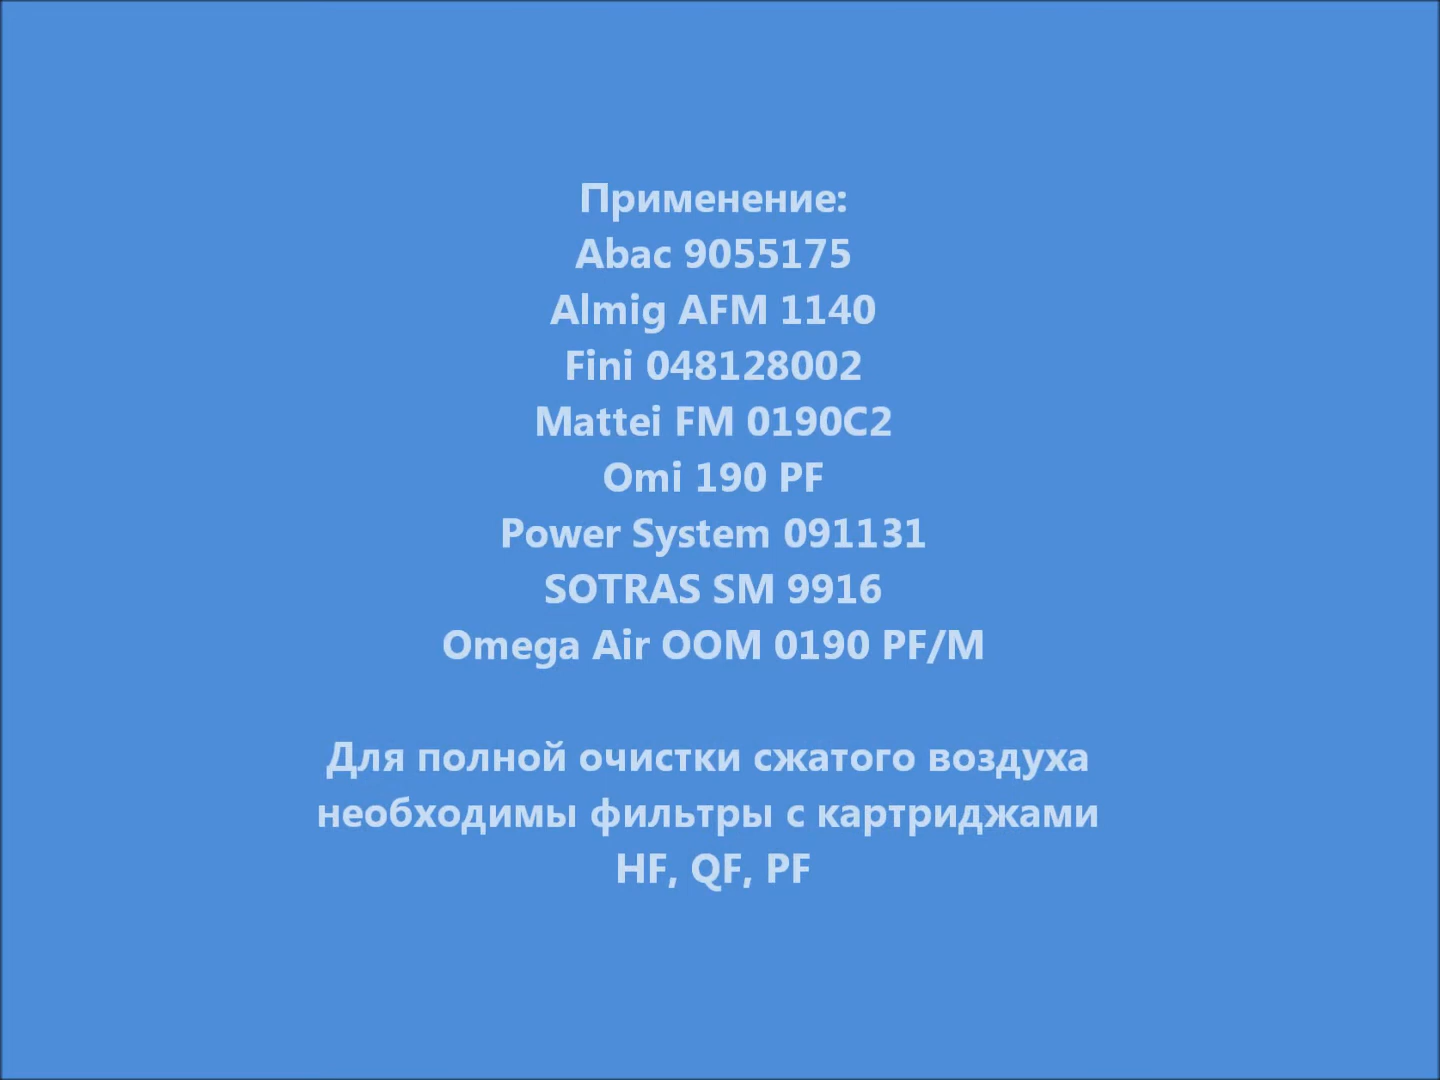 Применение:
Abac 9055175
Almig AFM 1140
Fini 048128002
Mattei FM 0190C2
Omi 190 PF
Power System 091131
SOTRAS SM 9916
Omega Air OOM 0190 PF/M
Для полной очистки сжатого воздуха
необходимы фильтры с картриджами
HF, QF, PF